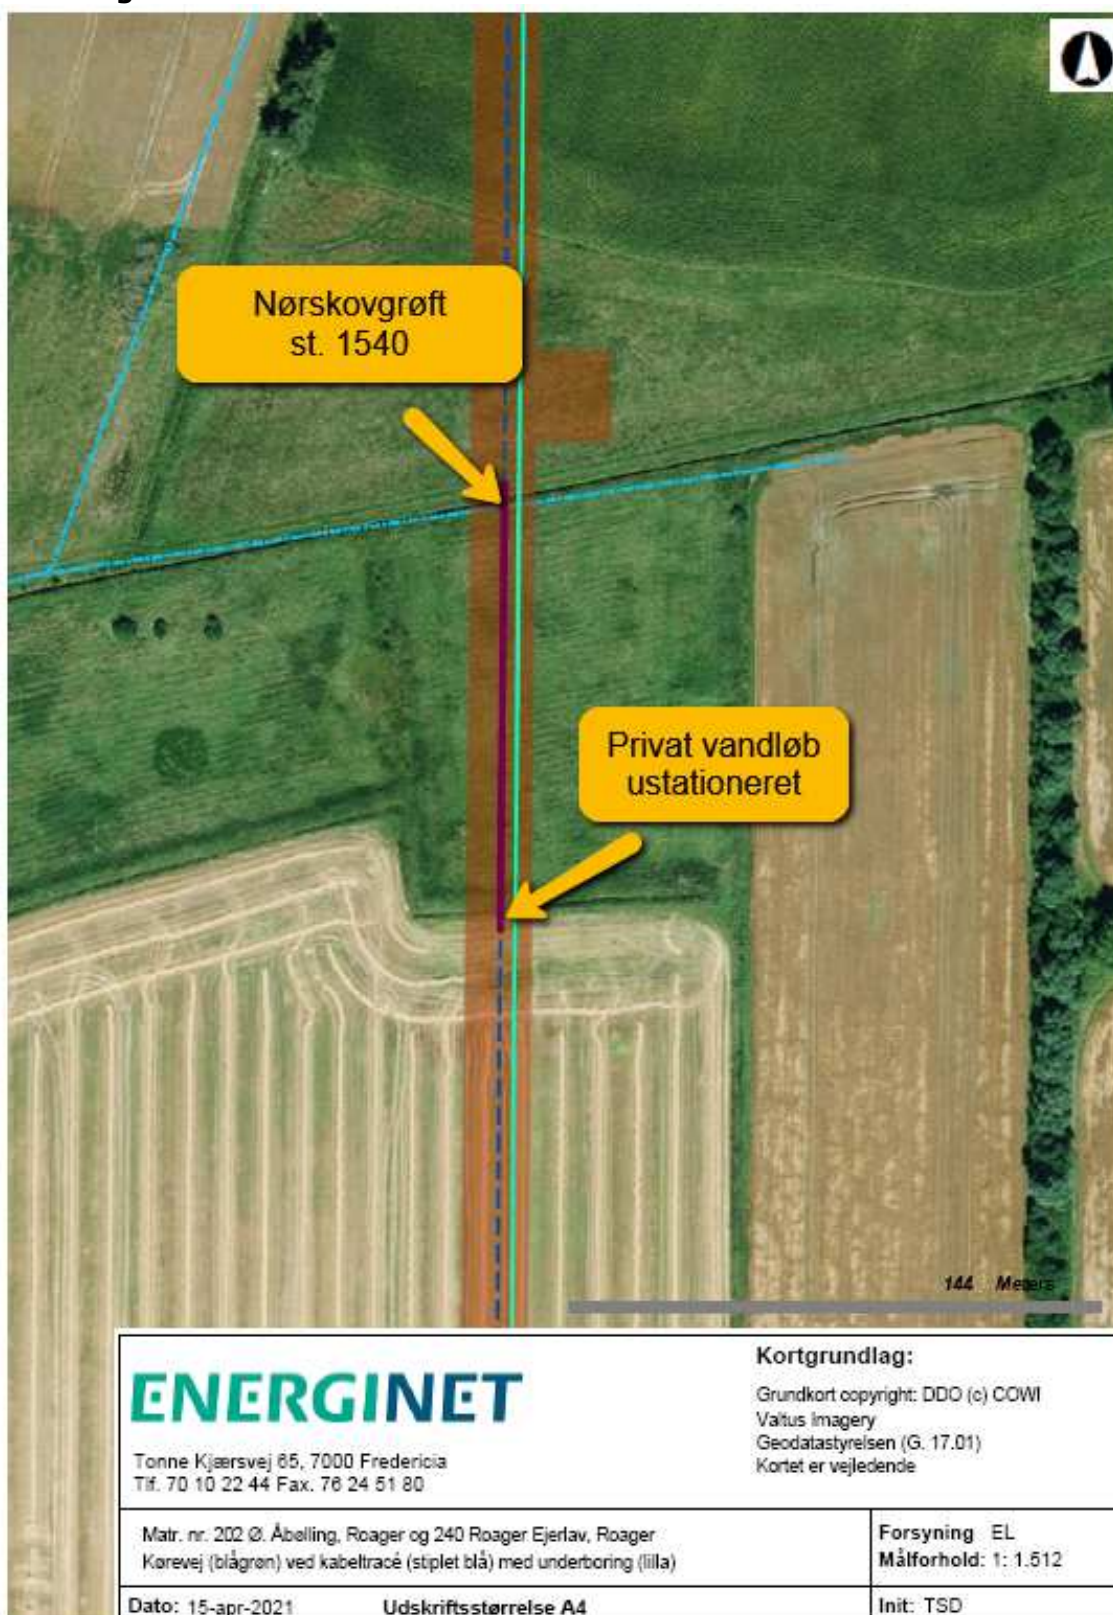 Nørskovgrøft
st. 1540
Privat vandløb
ustationeret
144 Meters
ENERGINET
Tonne Kjærsvej 65, 7000 Fredericia
Tlf. 70 10 22 44 Fax. 76 24 51 80
Kortgrundlag:
Grundkort copyright: DDO (c) COWI
Valtus Imagery
Geodatastyrelsen (G. 17.01)
Kortet er vejledende
Matr. nr. 202 Ø. Åbølling, Roager og 240 Roager Ejerlav, Roager
Kørevej (blågrøn) ved kabeltracé (stiplet blå) med underboring (lilla)
Forsyning EL
Målforhold: 1: 1.512
Dato: 15-apr-2021
Udskriftsstørrelse A4
Init: TSD